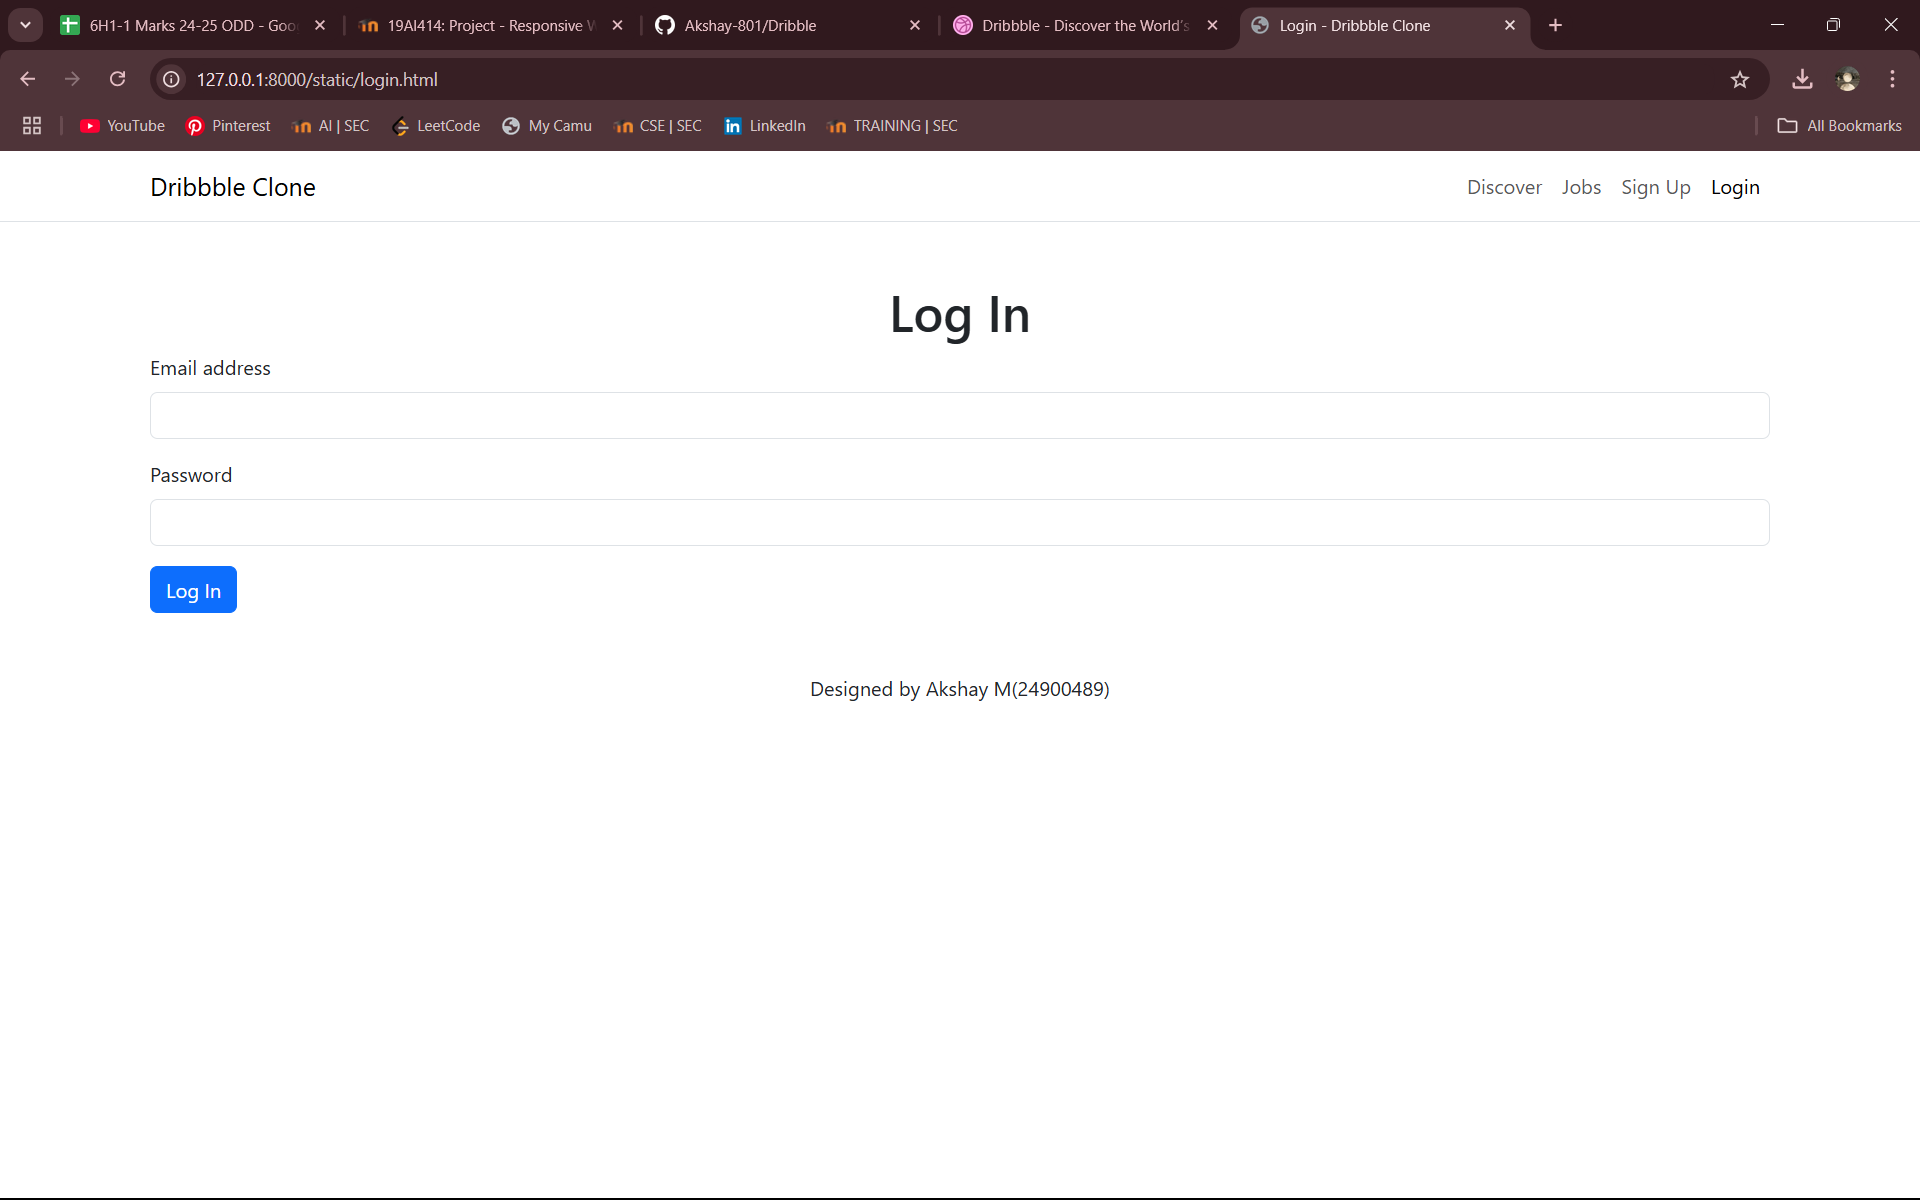 6H1-1 Marks 24-25 ODD - Goo
19AI414: Project - Responsive W
Akshay-801/Dribble
Dribbble - Discover the World's
Login - Dribbble Clone
127.0.0.1:8000/static/login.html
YouTube
Pinterest
AI | SEC
LeetCode
My Camu
CSE | SEC
LinkedIn
TRAINING | SEC
All Bookmarks
Dribbble Clone
Discover
Jobs
Sign Up
Login
Log In
Email address
Password
Log In
Designed by Akshay M(24900489)